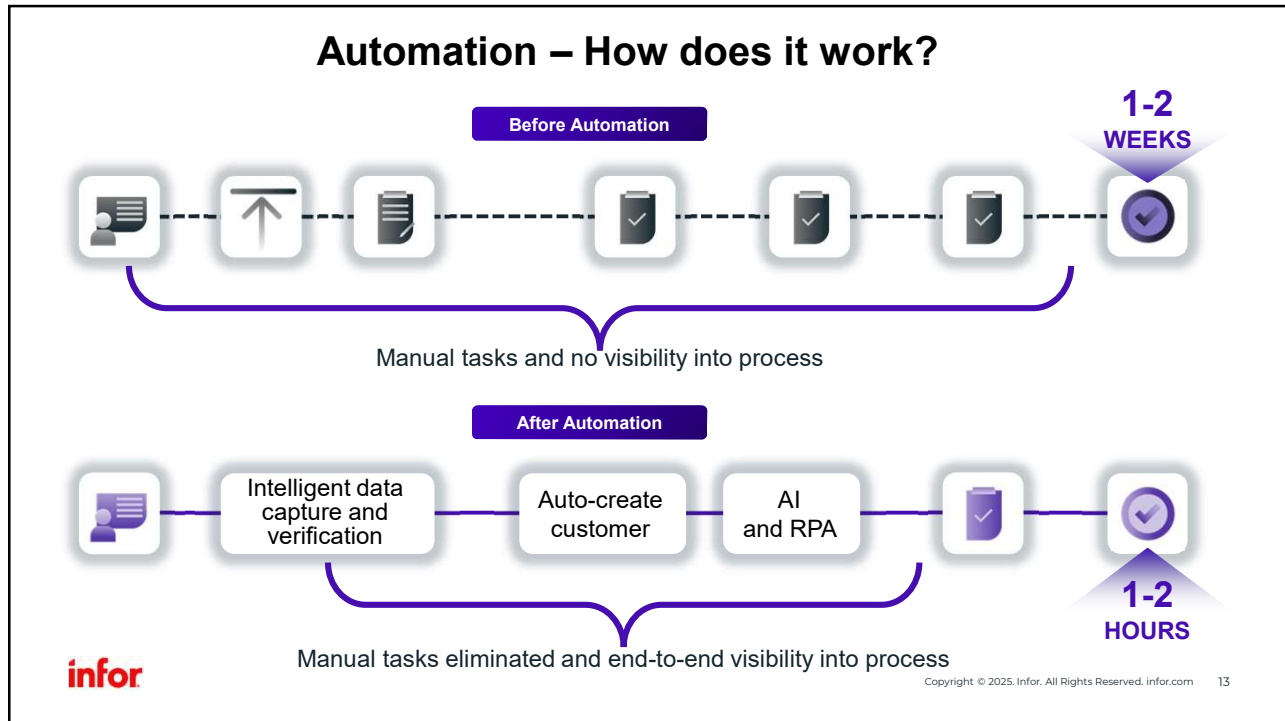 Automation – How does it work?
Before Automation
1-2
WEEKS
Manual tasks and no visibility into process
After Automation
Intelligent data
capture and
verification
Auto-create
customer
AI
and RPA
1-2
HOURS
Manual tasks eliminated and end-to-end visibility into process
infor
Copyright © 2025. Infor. All Rights Reserved. infor.com 13